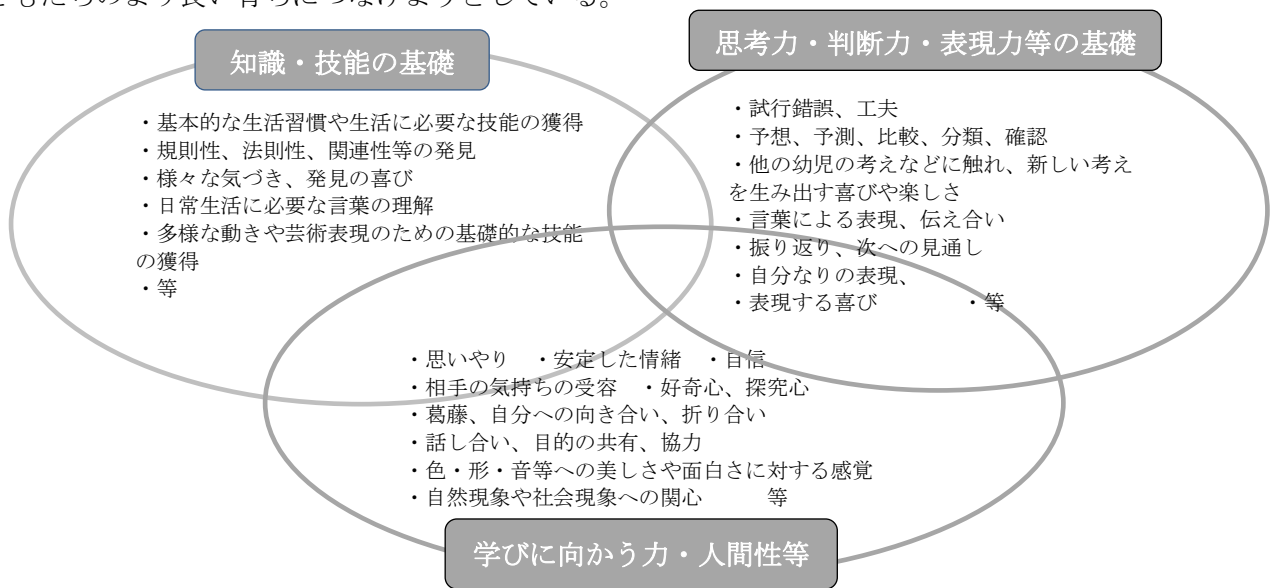 どもたちのより良い育ちにつなげようとしている。
知識・技能の基礎
・基本的な生活習慣や生活に必要な技能の獲得
・規則性、法則性、関連性等の発見
・様々な気づき、発見の喜び
・日常生活に必要な言葉の理解
・多様な動きや芸術表現のための基礎的な技能
の獲得
・等
思考力・判断力・表現力等の基礎
・試行錯誤、工夫
・予想、予測、比較、分類、確認
・他の幼児の考えなどに触れ、新しい考え
を生み出す喜びや楽しさ
・言葉による表現、伝え合い
・振り返り、次への見通し
・自分なりの表現、
・表現する喜び　　　　・等
・思いやり　・安定した情緒　・自信
・相手の気持ちの受容　・好奇心、探究心
・葛藤、自分への向き合い、折り合い
・話し合い、目的の共有、協力
・色・形・音等への美しさや面白さに対する感覚
・自然現象や社会現象への関心　　　等
学びに向かう力・人間性等